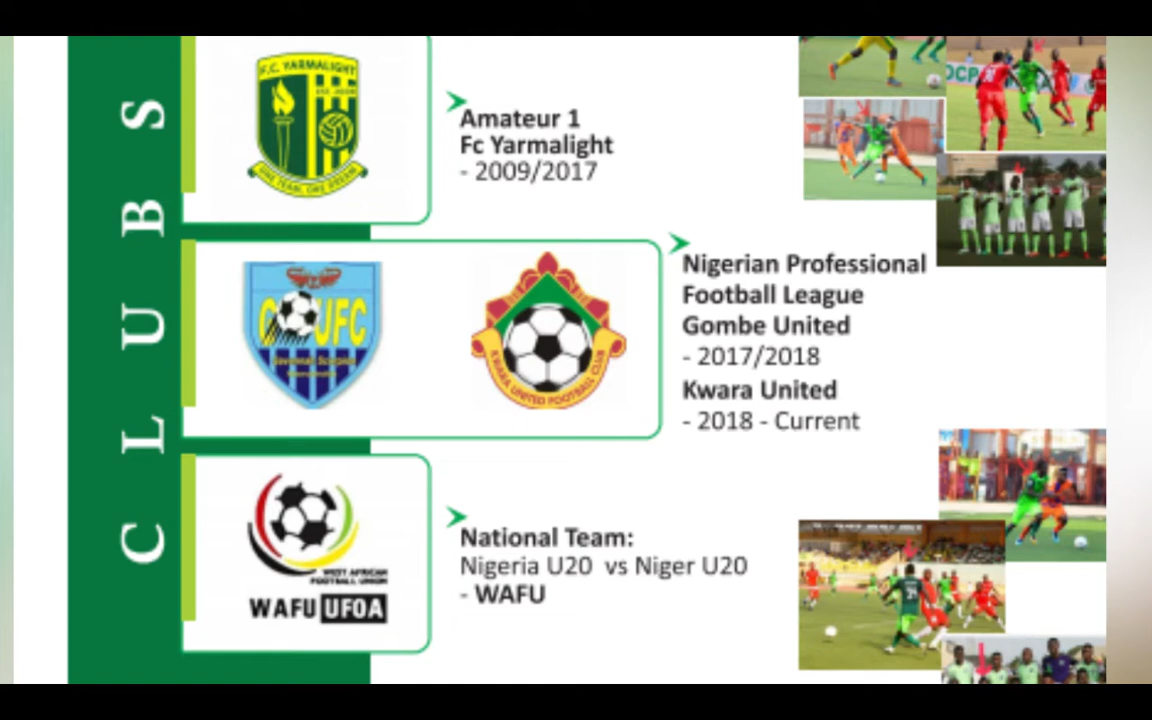 CLUBS
F.C. YARMALIGHT
ONE TEAM, ONE DREAM
Amateur 1
Fc Yarmalight
- 2009/2017
UFC
KWARA UNITED FOOTBALL CLUB
Nigerian Professional
Football League
Gombe United
- 2017/2018
Kwara United
- 2018 - Current
WEST AFRICAN
FOOTBALL UNION
WAFU UFOA
National Team:
Nigeria U20 vs Niger U20
- WAFU